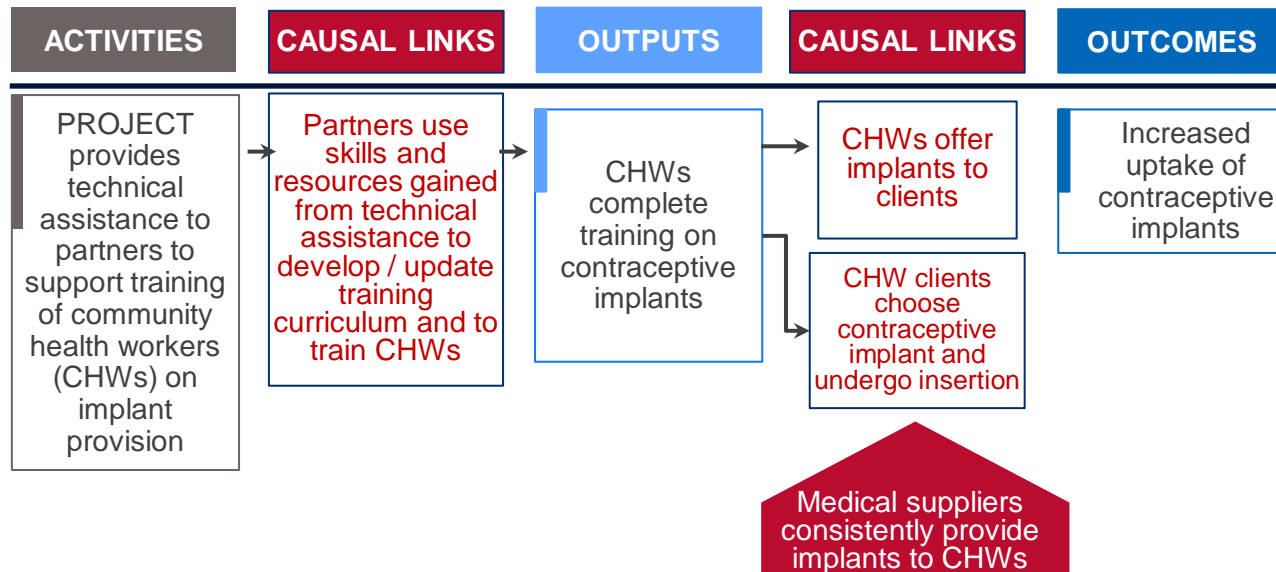 ACTIVITIES
CAUSAL LINKS
OUTPUTS
CAUSAL LINKS
OUTCOMES
PROJECT
provides
technical
assistance to
partners to
support training
of community
health workers
(CHWs) on
implant
provision
Partners use
skills and
resources gained
from technical
assistance to
develop / update
training
curriculum and to
train CHWs
CHWs
complete
training on
contraceptive
implants
CHWs offer
implants to
clients
CHW clients
choose
contraceptive
implant and
undergo insertion
Medical suppliers
consistently provide
implants to CHWs
Increased
uptake of
contraceptive
implants